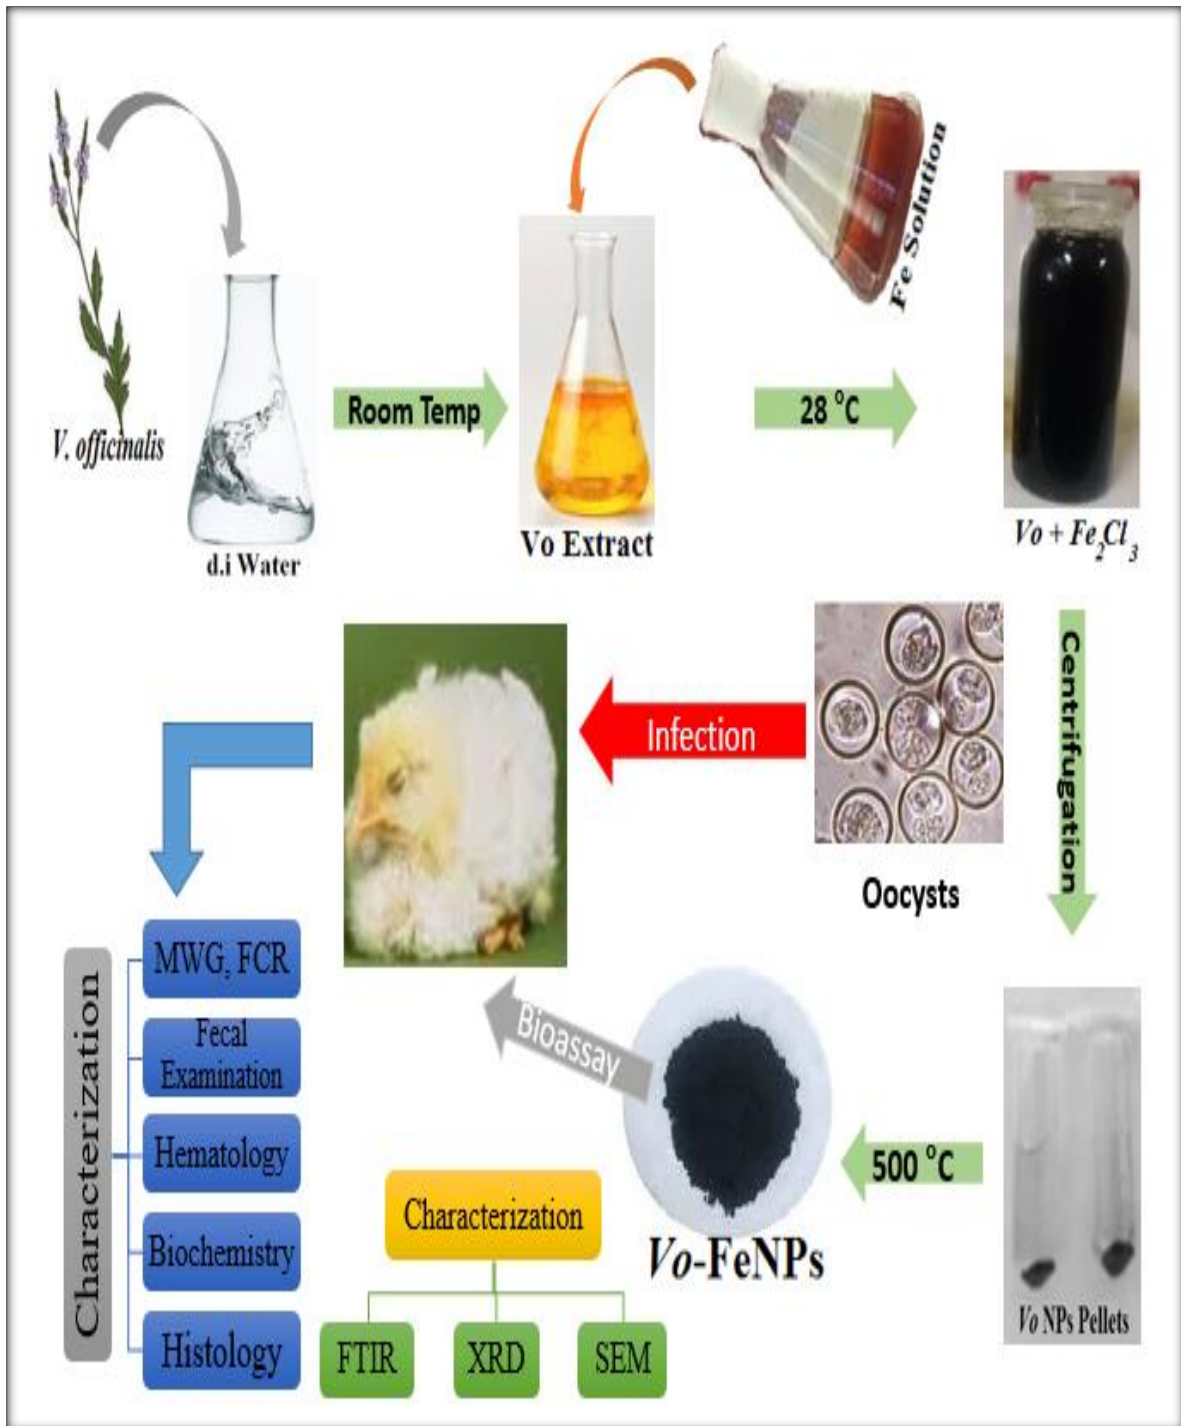 Fe Solution
V. officinalis
d.i Water
Room Temp
Vo Extract
28 °C
Vo + Fe₂Cl₃
Centrifugation
Infection
Oocysts
Bioassay
Vo NPs Pellets
500 °C
Vo-FeNPs
Characterization
FTIR
XRD
SEM
Characterization
MWG, FCR
Fecal
Examination
Hematology
Biochemistry
Histology